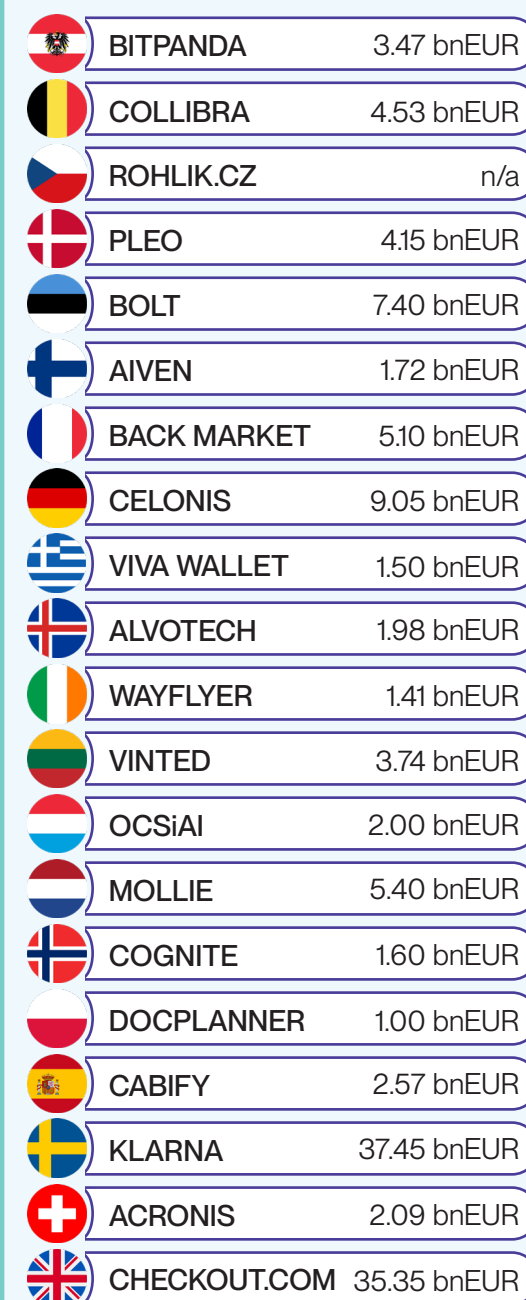 BITPANDA 3.47 bnEUR
COLLIBRA 4.53 bnEUR
ROHLIK.CZ n/a
PLEO 4.15 bnEUR
BOLT 7.40 bnEUR
AIVEN 1.72 bnEUR
BACK MARKET 5.10 bnEUR
CELONIS 9.05 bnEUR
VIVA WALLET 1.50 bnEUR
ALVOTECH 1.98 bnEUR
WAYFLYER 1.41 bnEUR
VINTED 3.74 bnEUR
OCSiAl 2.00 bnEUR
MOLLIE 5.40 bnEUR
COGNITE 1.60 bnEUR
DOCPLANNER 1.00 bnEUR
CABIFY 2.57 bnEUR
KLARNA 37.45 bnEUR
ACRONIS 2.09 bnEUR
CHECKOUT.COM 35.35 bnEUR